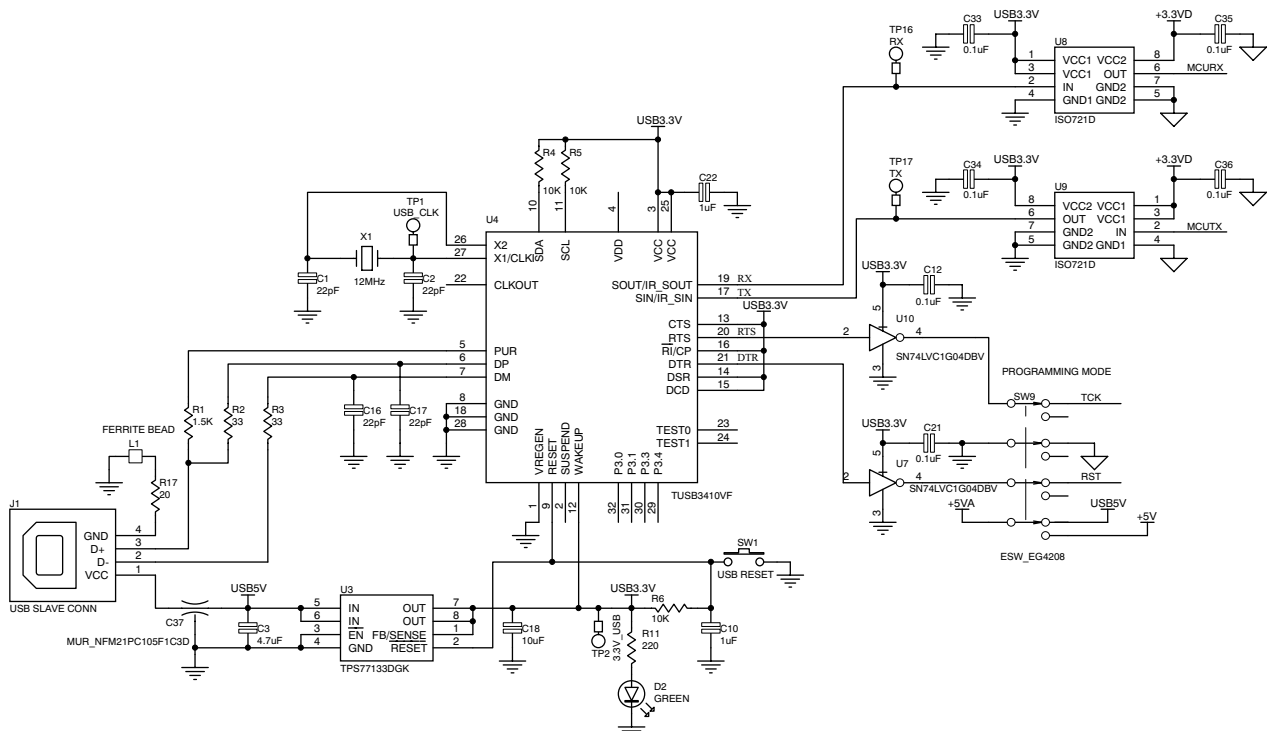 C33
USB3.3V
0.1uF
+3.3VD
C35
0.1uF
TP16
RX
U8
1
3
2
4
VCC1
VCC1
IN
GND1
VCC2
OUT
GND2
GND2
8
6
7
5
MCURX
ISO721D
C34
USB3.3V
0.1uF
+3.3VD
C36
0.1uF
TP17
TX
U9
8
6
7
5
VCC2
OUT
GND2
GND2
VCC1
VCC1
IN
GND1
1
3
2
4
MCUTX
ISO721D
USB3.3V
R4
R5
10K
10K
C22
1uF
TP1
USB_CLK
X1
12MHz
C1
22pF
C2
22pF
U4
10
11
4
3
25
SDA
SCL
VDD
VCC
VCC
26
27
22
5
6
7
8
18
28
X2
X1/CLKI
CLKOUT
PUR
DP
DM
GND
GND
GND
SOUT/IR_SOUT
SIN/IR_SIN
CTS
RTS
RI/CP
DTR
DSR
DCD
TEST0
TEST1
19
RX
17
TX
USB3.3V
13
20
RTS
16
21
DTR
14
15
23
24
VREGEN
RESET
SUSPEND
WAKEUP
P3.0
P3.1
P3.3
P3.4
1
9
2
12
32
31
30
29
TUSB3410VF
USB3.3V
C12
0.1uF
5
U10
2
4
3
SN74LVC1G04DBV
USB3.3V
C21
0.1uF
5
U7
2
4
3
SN74LVC1G04DBV
PROGRAMMING MODE
SW9
TCK
RST
+5VA
USB5V
+5V
ESW_EG4208
R1
1.5K
R2
33
R3
33
C16
22pF
C17
22pF
FERRITE BEAD
L1
R17
20
J1
GND
D+
D-
VCC
4
3
2
1
USB SLAVE CONN
C37
MUR_NFM21PC105F1C3D
USB5V
C3
4.7uF
U3
5
6
3
4
IN
IN
EN
GND
OUT
OUT
FB/SENSE
RESET
7
8
1
2
TPS77133DGK
C18
10uF
TP2
3.3V_USB
USB3.3V
R6
10K
R11
220
D2
GREEN
C10
1uF
SW1
USB RESET